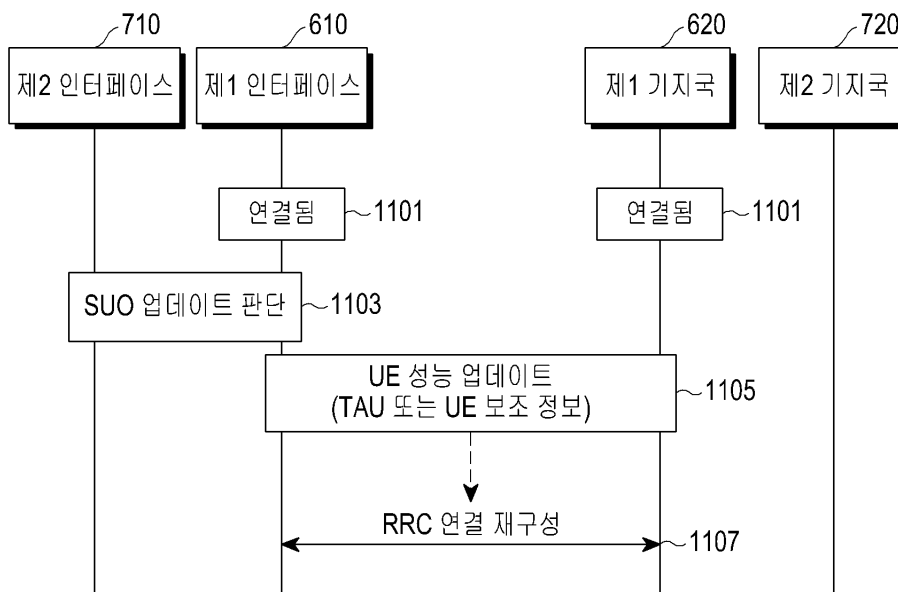 710
610
620
720
제2 인터페이스
제1 인터페이스
제1 기지국
제2 기지국
연결됨
1101
연결됨
1101
SUO 업데이트 판단
1103
UE 성능 업데이트
(TAU 또는 UE 보조 정보)
1105
RRC 연결 재구성
1107